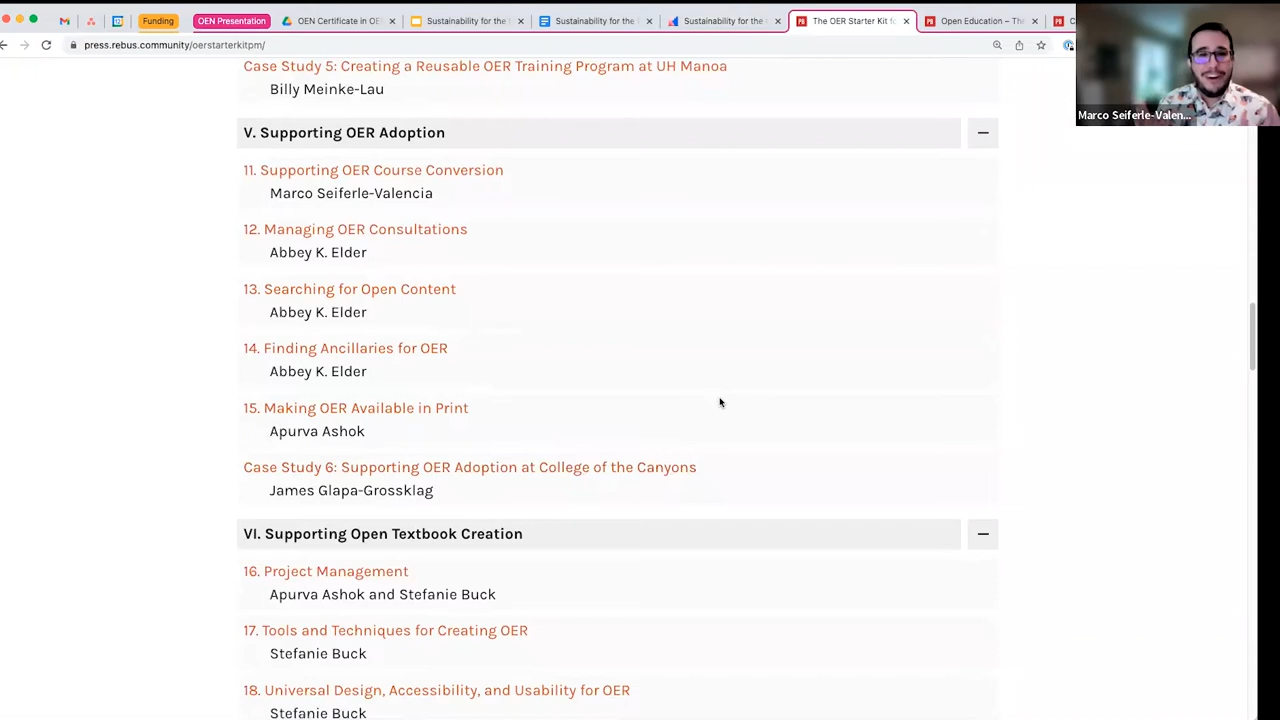 Funding
OEN Presentation
OEN Certificate in OE
Sustainability for the
Sustainability for the
Sustainability for the
The OER Starter Kit fo
Open Education – The
press.rebus.community/oerstarterkitpm/
Marco Seiferle-Valen...
Case Study 5: Creating a Reusable OER Training Program at UH Manoa
Billy Meinke-Lau
V. Supporting OER Adoption
11. Supporting OER Course Conversion
Marco Seiferle-Valencia
12. Managing OER Consultations
Abbey K. Elder
13. Searching for Open Content
Abbey K. Elder
14. Finding Ancillaries for OER
Abbey K. Elder
15. Making OER Available in Print
Apurva Ashok
Case Study 6: Supporting OER Adoption at College of the Canyons
James Glapa-Grossklag
VI. Supporting Open Textbook Creation
16. Project Management
Apurva Ashok and Stefanie Buck
17. Tools and Techniques for Creating OER
Stefanie Buck
18. Universal Design, Accessibility, and Usability for OER
Stefanie Buck